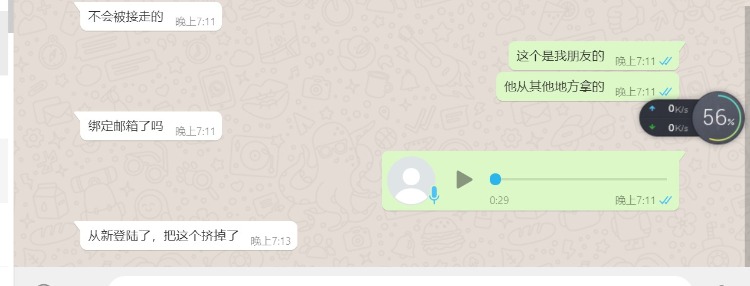 不会被接走的 晚上7:11
这个是我朋友的 晚上7:11
他从其他地方拿的 晚上7:11
0K/s
56%
0K/s
绑定邮箱了吗 晚上7:11
0:29 晚上7:11
从新登陆了，把这个挤掉了 晚上7:13